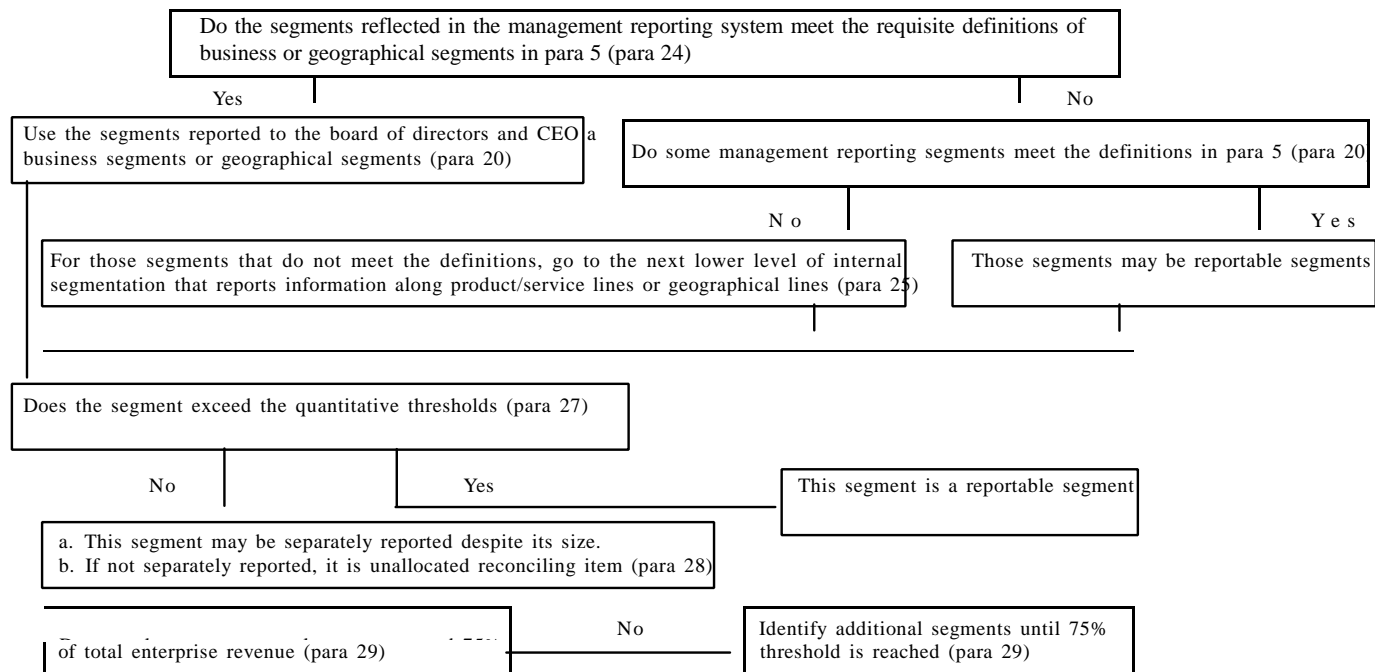 Do the segments reflected in the management reporting system meet the requisite definitions of
business or geographical segments in para 5 (para 24)
Yes
No
Use the segments reported to the board of directors and CEO a
business segments or geographical segments (para 20)
Do some management reporting segments meet the definitions in para 5 (para 20
No
Yes
For those segments that do not meet the definitions, go to the next lower level of internal
segmentation that reports information along product/service lines or geographical lines (para 25)
Those segments may be reportable segments
Does the segment exceed the quantitative thresholds (para 27)
No
Yes
This segment is a reportable segment
a. This segment may be separately reported despite its size.
b. If not separately reported, it is unallocated reconciling item (para 28)
75%
of total enterprise revenue (para 29)
No
Identify additional segments until 75%
threshold is reached (para 29)